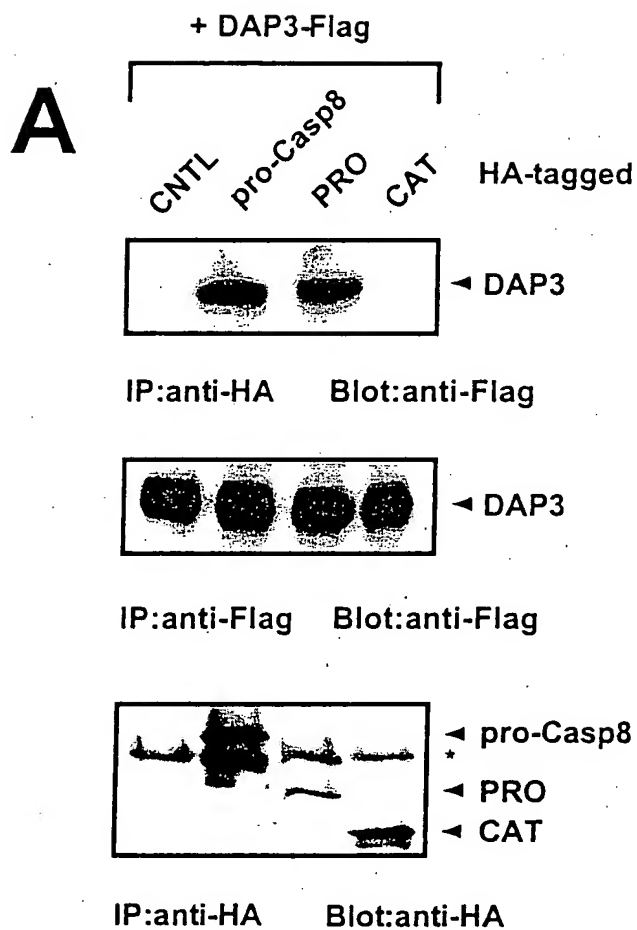 + DAP3-Flag
A
CNTL pro-Casp8 PRO CAT HA-tagged
◄ DAP3
IP:anti-HA Blot:anti-Flag
◄ DAP3
IP:anti-Flag Blot:anti-Flag
◄ pro-Casp8
*
◄ PRO
◄ CAT
IP:anti-HA Blot:anti-HA